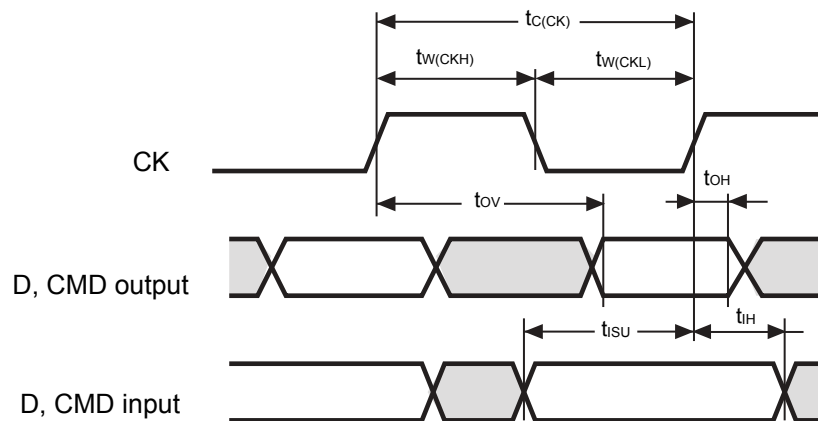 tC(CK)
tW(CKH) tW(CKL)
CK
tOH
tOV
D, CMD output
tISU tIH
D, CMD input